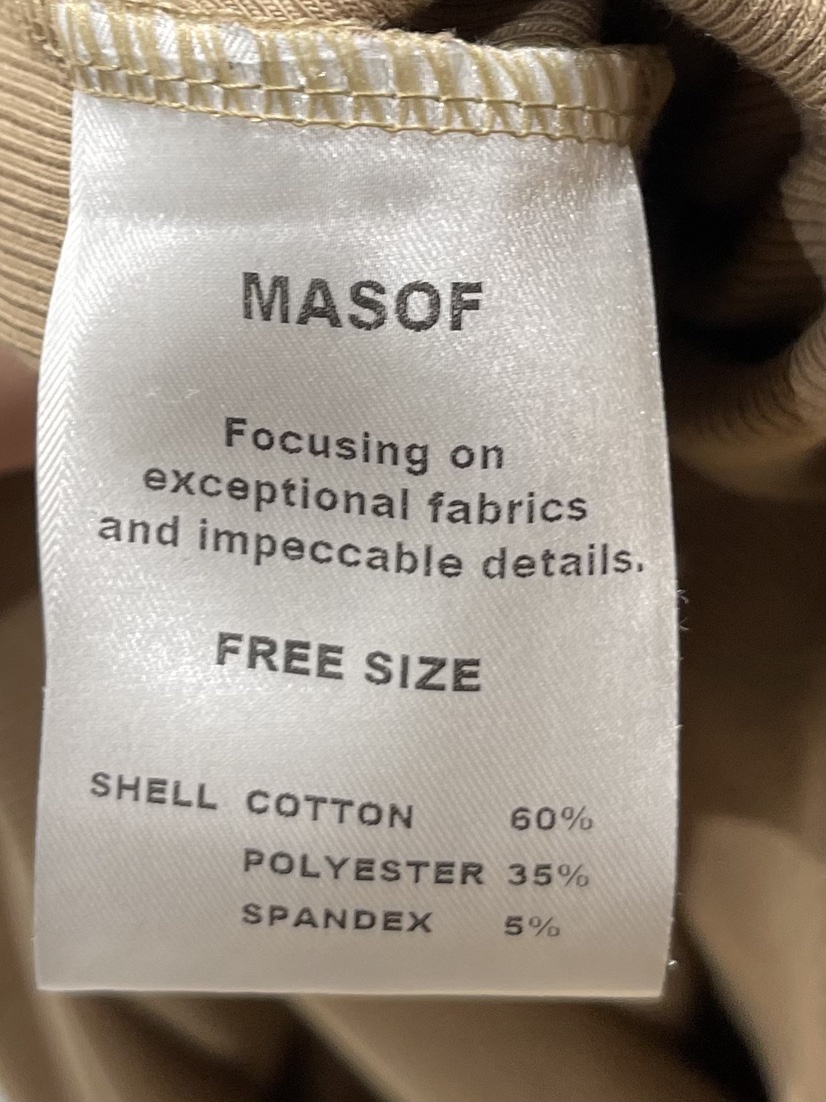 MASOF
Focusing on
exceptional fabrics
and impeccable details.
FREE SIZE
SHELL COTTON 60%
POLYESTER 35%
SPANDEX 5%